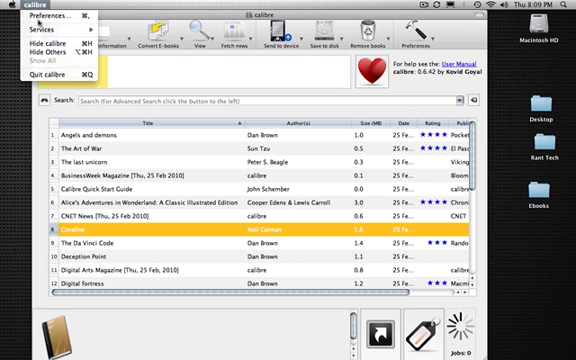 calibre
Thu 8:09 PM
Preferences... ⌘,
Services
Hide calibre ⌘H
Hide Others ⌥⌘H
Show All
Quit calibre ⌘Q
calibre
information
Convert E-books
View
Fetch news
Send to device
Save to disk
Remove books
Preferences
For help see the: User Manual
calibre: 0.6.42 by Kovid Goyal
Search: (For Advanced Search click the button to the left)
Title Author(s) Size (MB) Date Rating Publi
1 Angels and demons Dan Brown 1.0 25 Fe... ★★★★ Pocket
2 The Art of War Sun Tzu 0.5 25 Fe... ★★★★ El Pas
3 The last unicorn Peter S. Beagle 0.3 25 Fe... Viking
4 BusinessWeek Magazine [Thu, 25 Feb 2010] calibre 0.1 25 Fe... Bloom
5 Calibre Quick Start Guide John Schember 0.0 25 Fe...
6 Alice's Adventures in Wonderland: A Classic Illustrated Edition Cooper Edens & Lewis Carroll 3.0 25 Fe... ★★★★ Chron
7 CNET News [Thu, 25 Feb 2010] calibre 0.6 25 Fe... CNET
8 Coraline Neil Gaiman 1.6 25 Fe...
9 The Da Vinci Code Dan Brown 1.4 25 Fe... ★★★ Rando
10 Deception Point Dan Brown 0.6 25 Fe...
11 Digital Arts Magazine [Thu, 25 Feb 2010] calibre 0.8 25 Fe... calibre
12 Digital fortress Dan Brown 1.2 25 Fe... ★★★
Jobs: 0
Macintosh HD
Desktop
Kant Tech
Ebooks